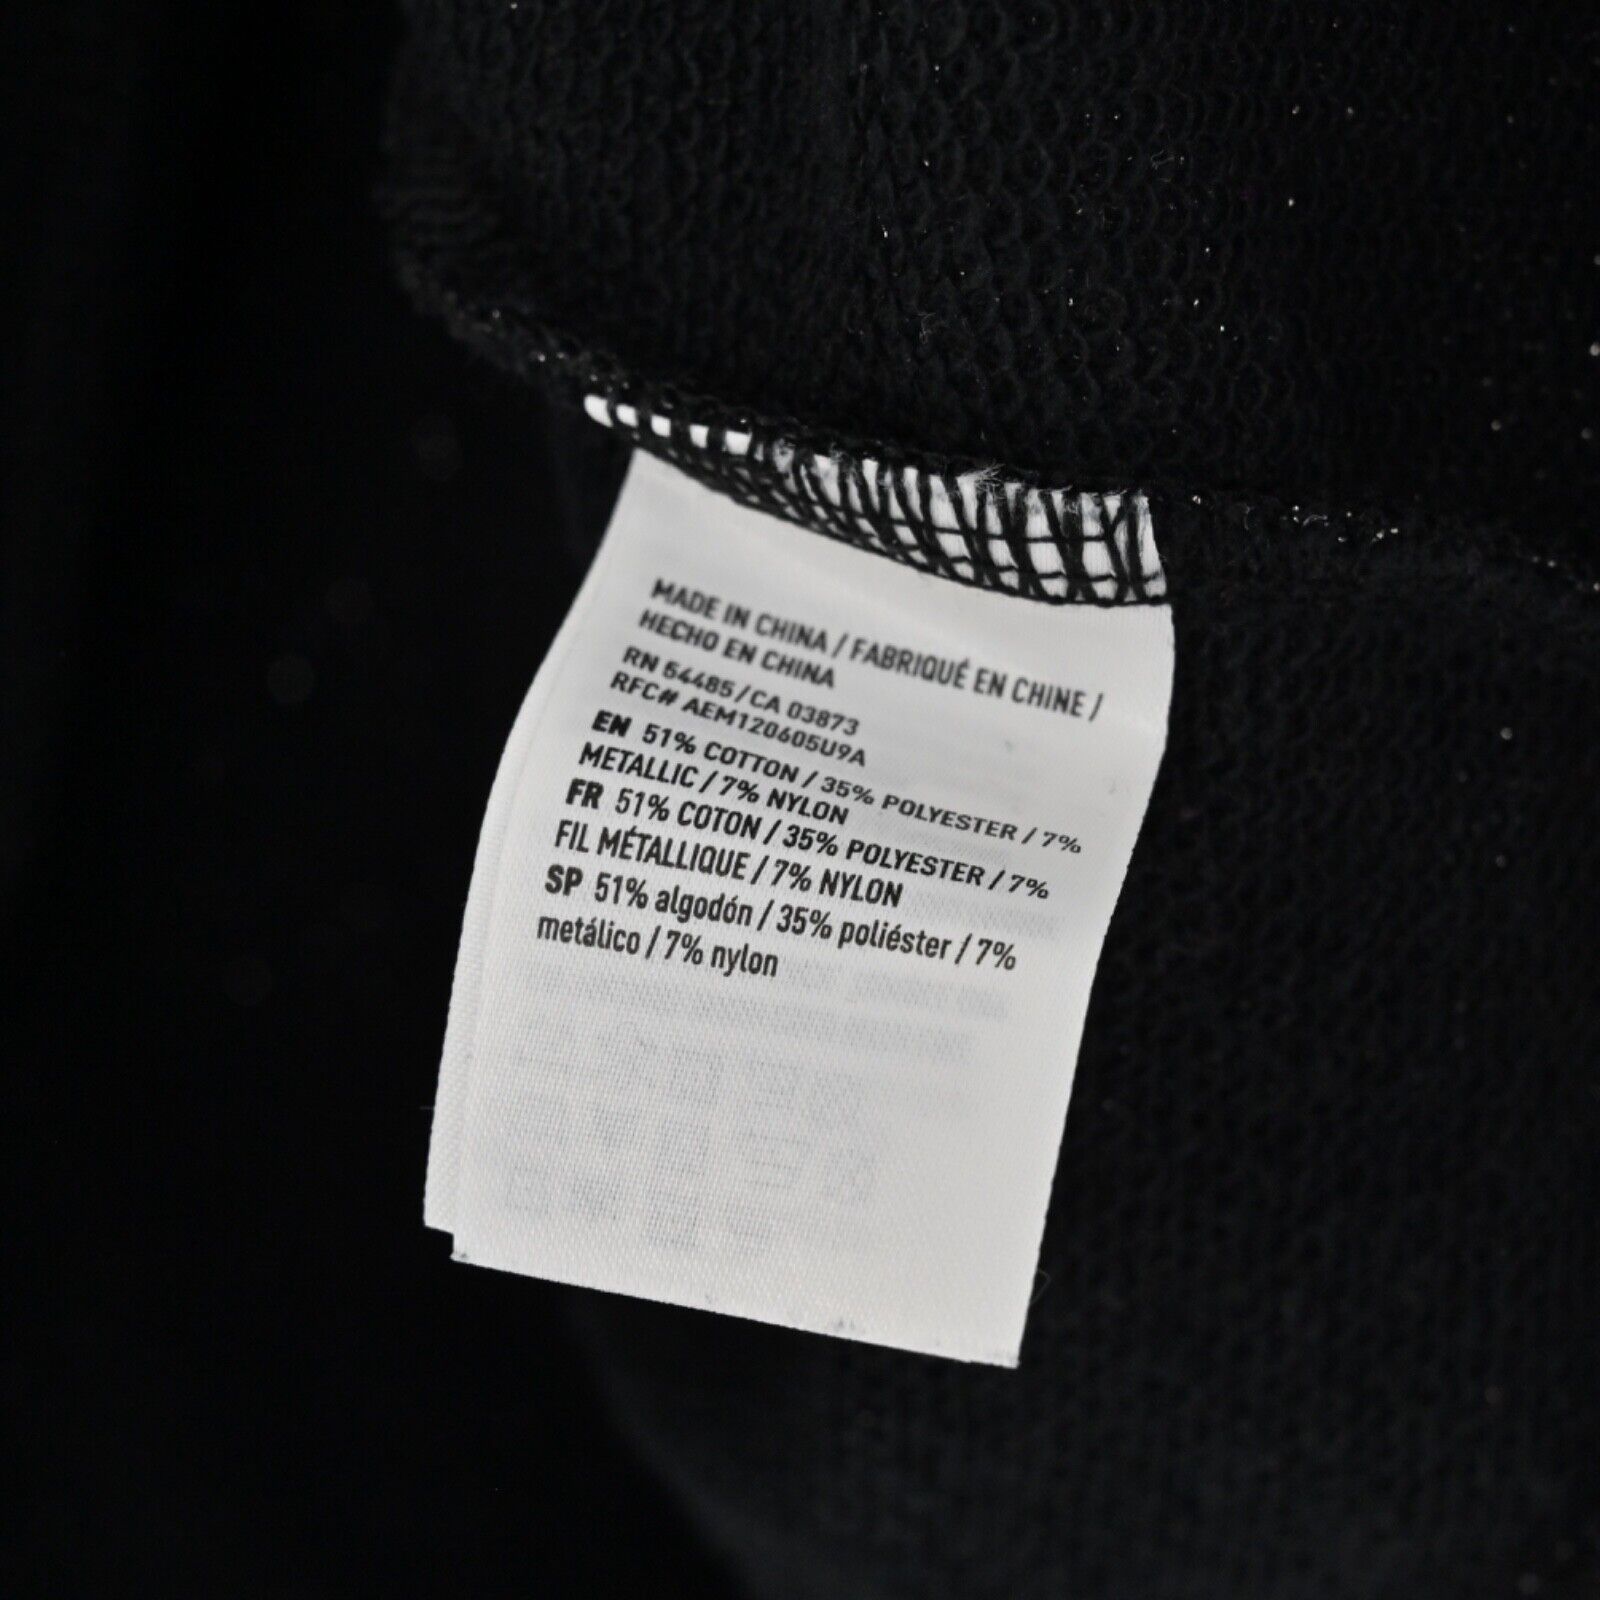 MADE IN CHINA / FABRIQUÉ EN CHINE /
HECHO EN CHINA
RN 54485 / CA 03873
RFC# AEM120605U9A
EN 51% COTTON / 35% POLYESTER / 7%
METALLIC / 7% NYLON
FR 51% COTON / 35% POLYESTER / 7%
FIL MÉTALLIQUE / 7% NYLON
SP 51% algodón / 35% poliéster / 7%
metálico / 7% nylon